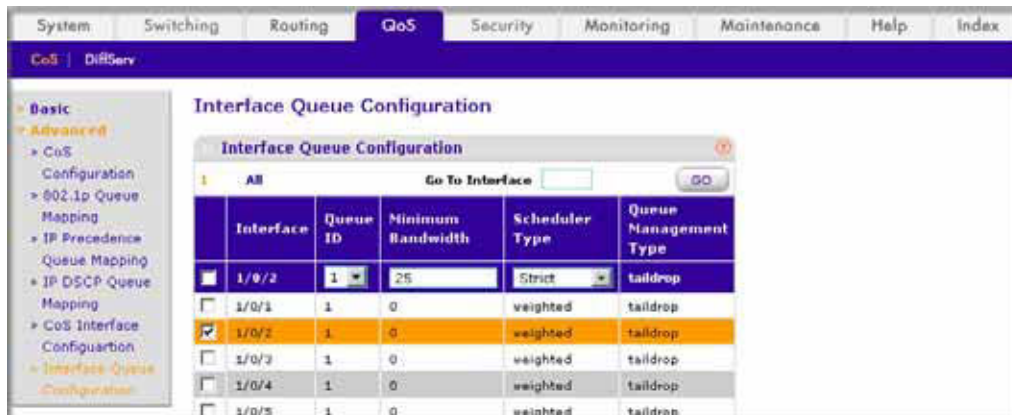 System Switching Routing QoS Security Monitoring Maintenance Help Index
CoS | DiffServ
Basic
Advanced
CoS
Configuration
802.1p Queue
Mapping
IP Precedence
Queue Mapping
IP DSCP Queue
Mapping
CoS Interface
Configuartion
Interface Queue
Configuration
Interface Queue Configuration
Interface Queue Configuration
1 All Go To Interface GO
Interface Queue ID Minimum Bandwidth Scheduler Type Queue Management Type
1/0/2 1 25 Strict taildrop
1/0/1 1 0 weighted taildrop
1/0/2 1 0 weighted taildrop
1/0/3 1 0 weighted taildrop
1/0/4 1 0 weighted taildrop
1/0/5 1 0 weighted taildrop